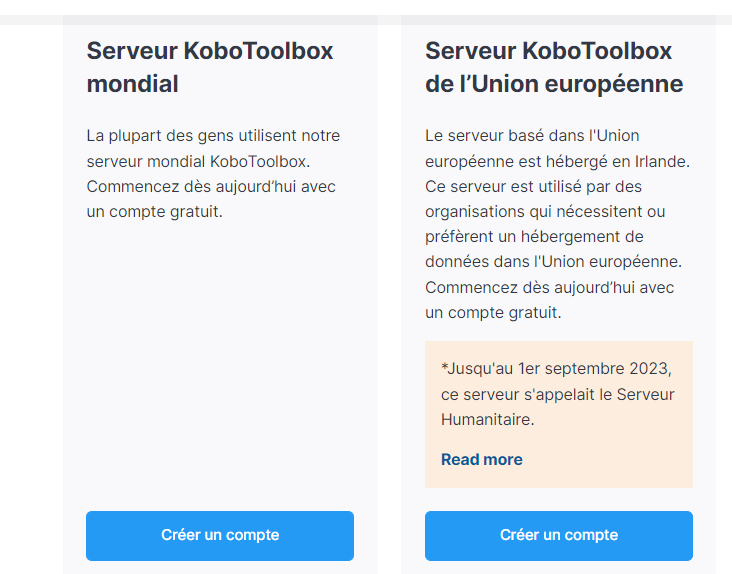 Serveur KoboToolbox
mondial
La plupart des gens utilisent notre
serveur mondial KoboToolbox.
Commencez dès aujourd’hui avec
un compte gratuit.
Créer un compte
Serveur KoboToolbox
de l’Union européenne
Le serveur basé dans l'Union
européenne est hébergé en Irlande.
Ce serveur est utilisé par des
organisations qui nécessitent ou
préfèrent un hébergement de
données dans l'Union européenne.
Commencez dès aujourd’hui avec
un compte gratuit.
*Jusqu'au 1er septembre 2023,
ce serveur s'appelait le Serveur
Humanitaire.
Read more
Créer un compte